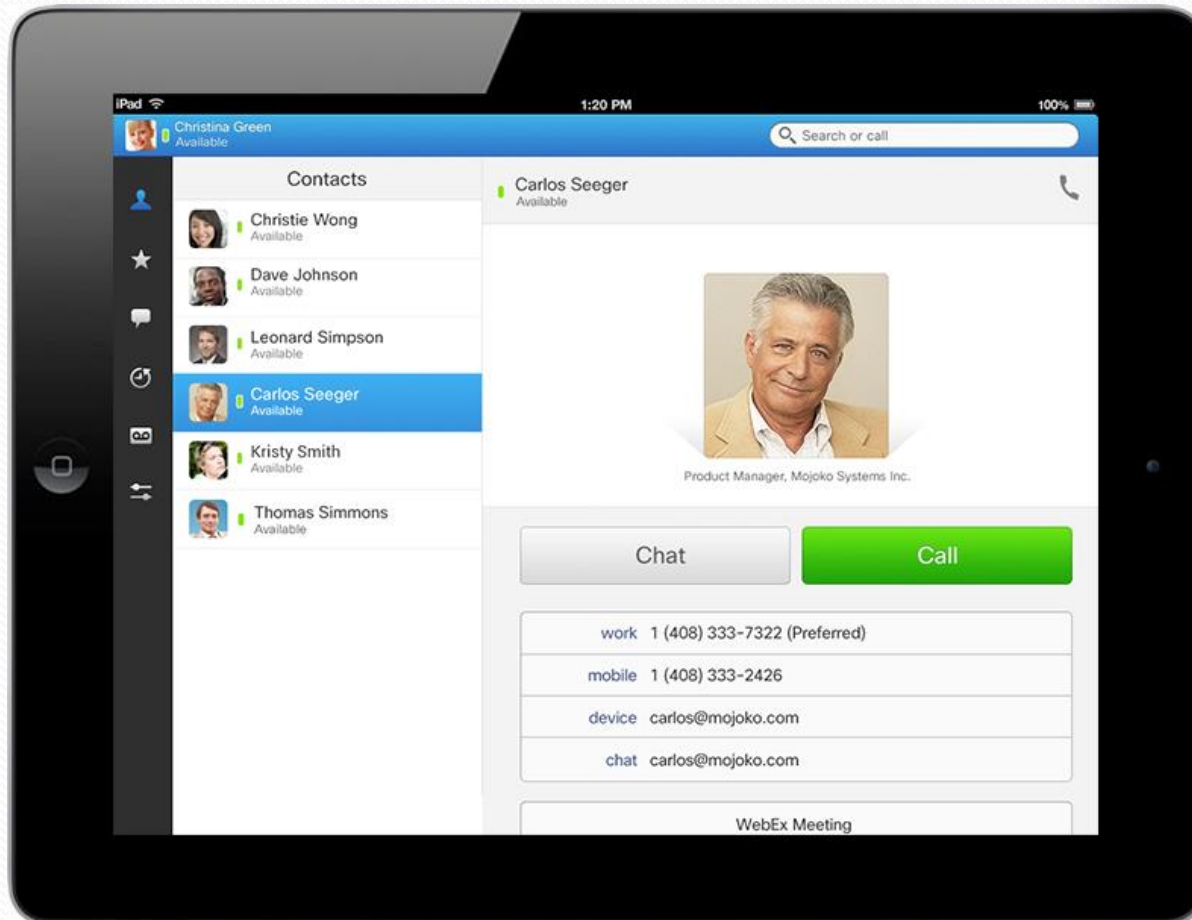 iPad 1:20 PM 100%
Christina Green
Available
Search or call
Contacts
Christie Wong
Available
Dave Johnson
Available
Leonard Simpson
Available
Carlos Seeger
Available
Kristy Smith
Available
Thomas Simmons
Available
Carlos Seeger
Available
Product Manager, Mojoko Systems Inc.
Chat Call
work 1 (408) 333-7322 (Preferred)
mobile 1 (408) 333-2426
device carlos@mojoko.com
chat carlos@mojoko.com
WebEx Meeting